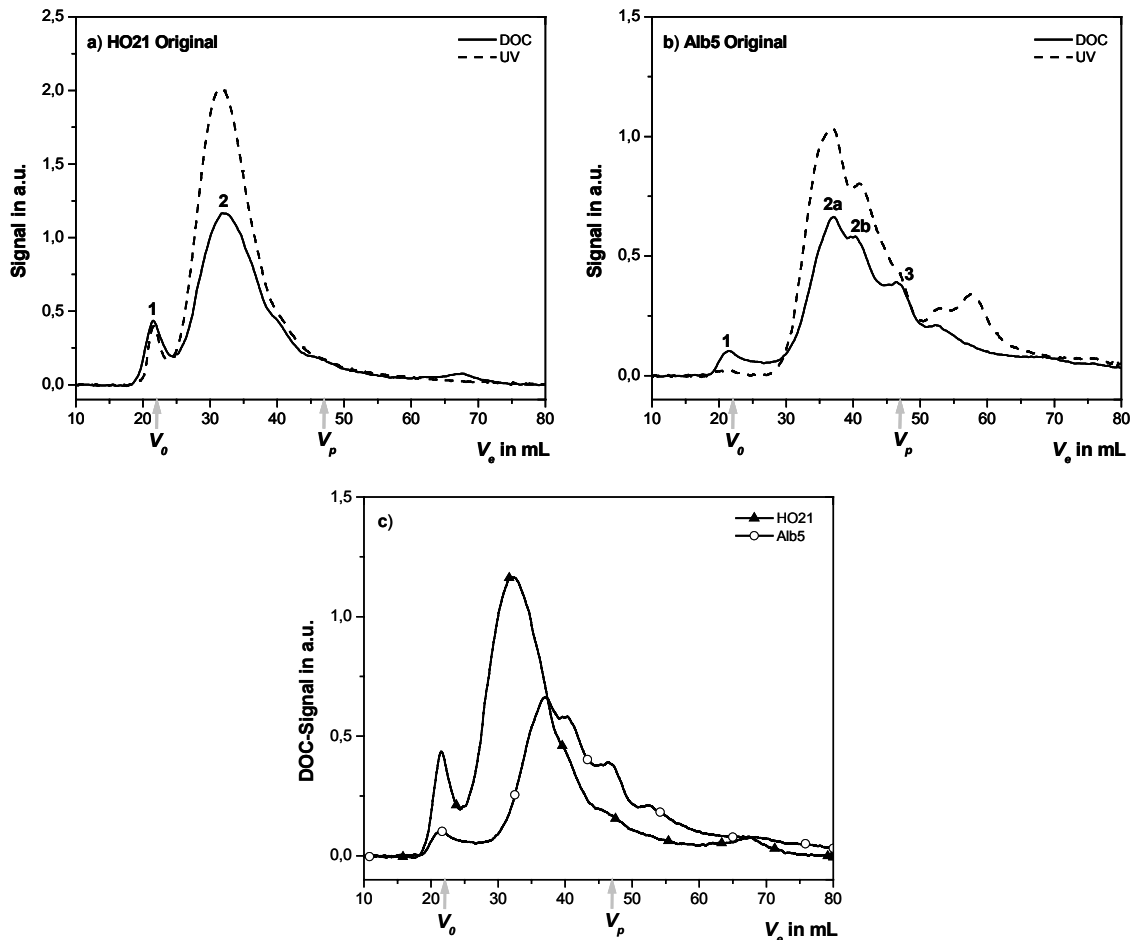 a) HO21 Original
DOC
UV
2,5
2,0
1,5
1,0
0,5
0,0
Signal in a.u.
1
2
10 20 30 40 50 60 70 80
V0
Vp
Ve in mL
b) Alb5 Original
DOC
UV
1,5
1,0
0,5
0,0
Signal in a.u.
1
2a
2b
3
10 20 30 40 50 60 70 80
V0
Vp
Ve in mL
c)
HO21
Alb5
1,5
1,0
0,5
0,0
DOC-Signal in a.u.
10 20 30 40 50 60 70 80
V0
Vp
Ve in mL